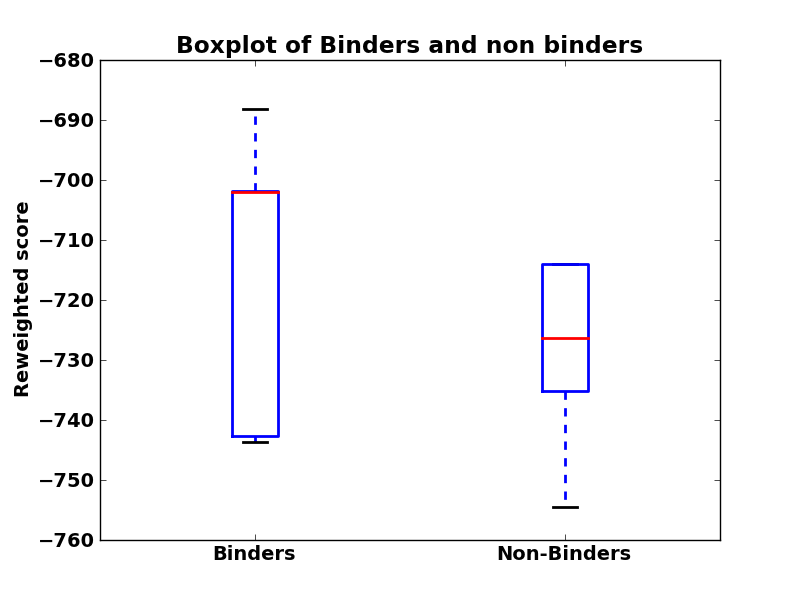 Boxplot of Binders and non binders
Reweighted score
−680
−690
−700
−710
−720
−730
−740
−750
−760
Binders
Non-Binders